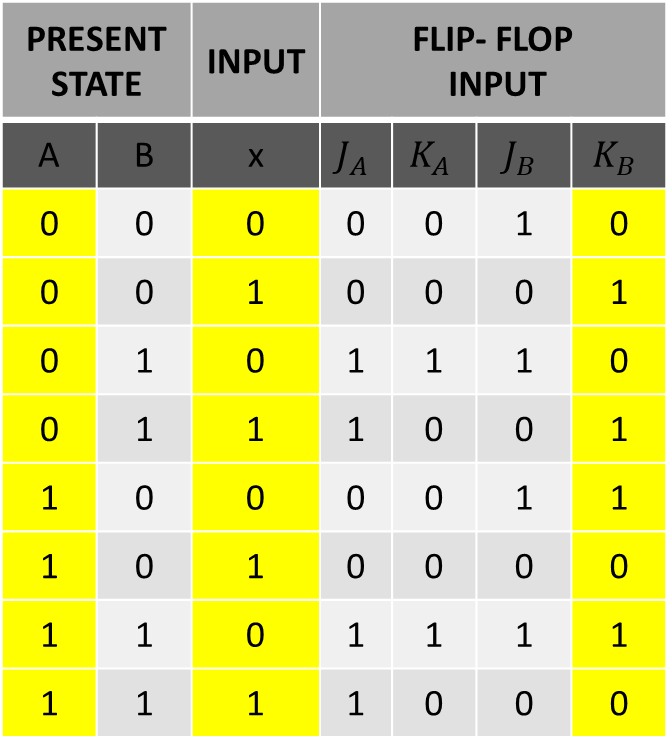 PRESENT STATE INPUT FLIP- FLOP INPUT
A B x J_A K_A J_B K_B
0 0 0 0 0 1 0
0 0 1 0 0 0 1
0 1 0 1 1 1 0
0 1 1 1 0 0 1
1 0 0 0 0 1 1
1 0 1 0 0 0 0
1 1 0 1 1 1 1
1 1 1 1 0 0 0